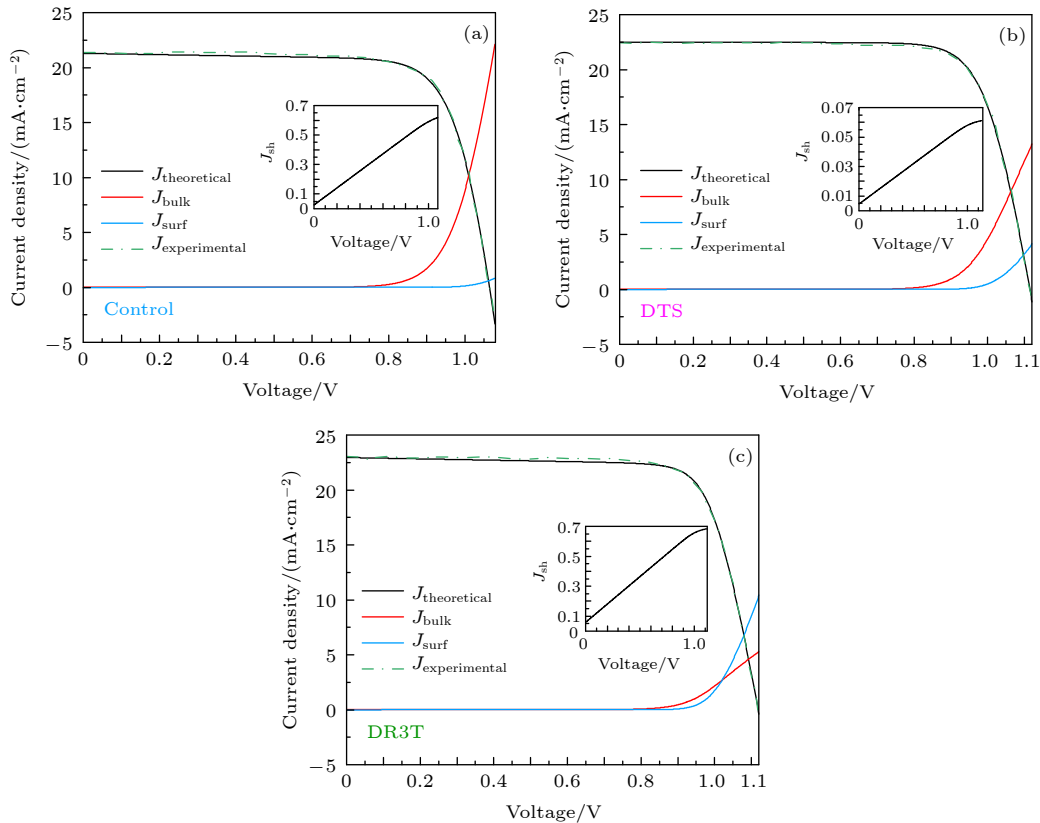 (a)
Current density/(mA·cm⁻²)
25
20
15
10
5
0
−5
J_theoretical
J_bulk
J_surf
J_experimental
Control
J_sh
0.7
0.5
0.3
0.1
0
0 1.0
Voltage/V
0 0.2 0.4 0.6 0.8 1.0
Voltage/V
(b)
Current density/(mA·cm⁻²)
25
20
15
10
5
0
−5
J_theoretical
J_bulk
J_surf
J_experimental
DTS
J_sh
0.07
0.05
0.03
0.01
0
0 1.0
Voltage/V
0 0.2 0.4 0.6 0.8 1.0 1.1
Voltage/V
(c)
Current density/(mA·cm⁻²)
25
20
15
10
5
0
−5
J_theoretical
J_bulk
J_surf
J_experimental
DR3T
J_sh
0.7
0.5
0.3
0.1
0
0 1.0
Voltage/V
0 0.2 0.4 0.6 0.8 1.0 1.1
Voltage/V